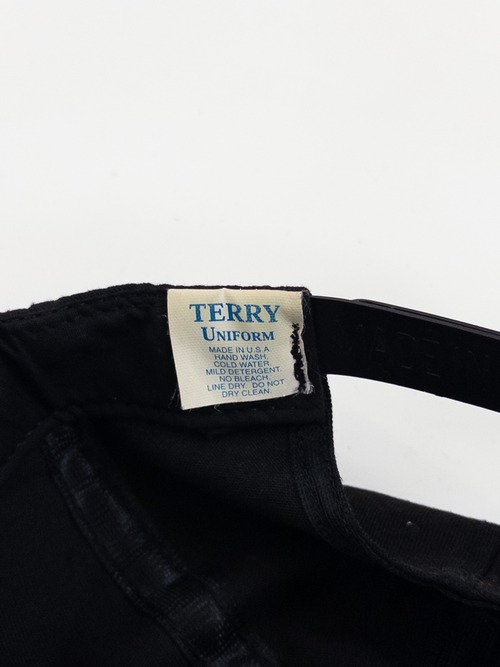 TERRY
UNIFORM
MADE IN U.S.A.
HAND WASH.
COLD WATER.
MILD DETERGENT.
NO BLEACH.
LINE DRY. DO NOT
DRY CLEAN.